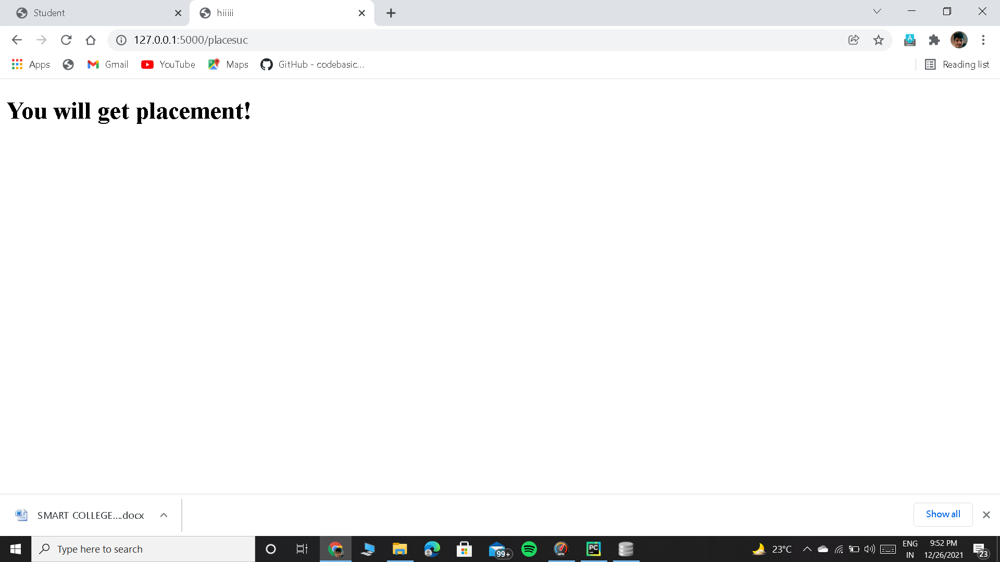 Student
hiiiii
127.0.0.1:5000/placesuc
Apps
Gmail
YouTube
Maps
GitHub - codebasic...
Reading list
You will get placement!
SMART COLLEGE....docx
Show all
Type here to search
99+
WPM
PC
23°C
ENG
IN
9:52 PM
12/26/2021
23